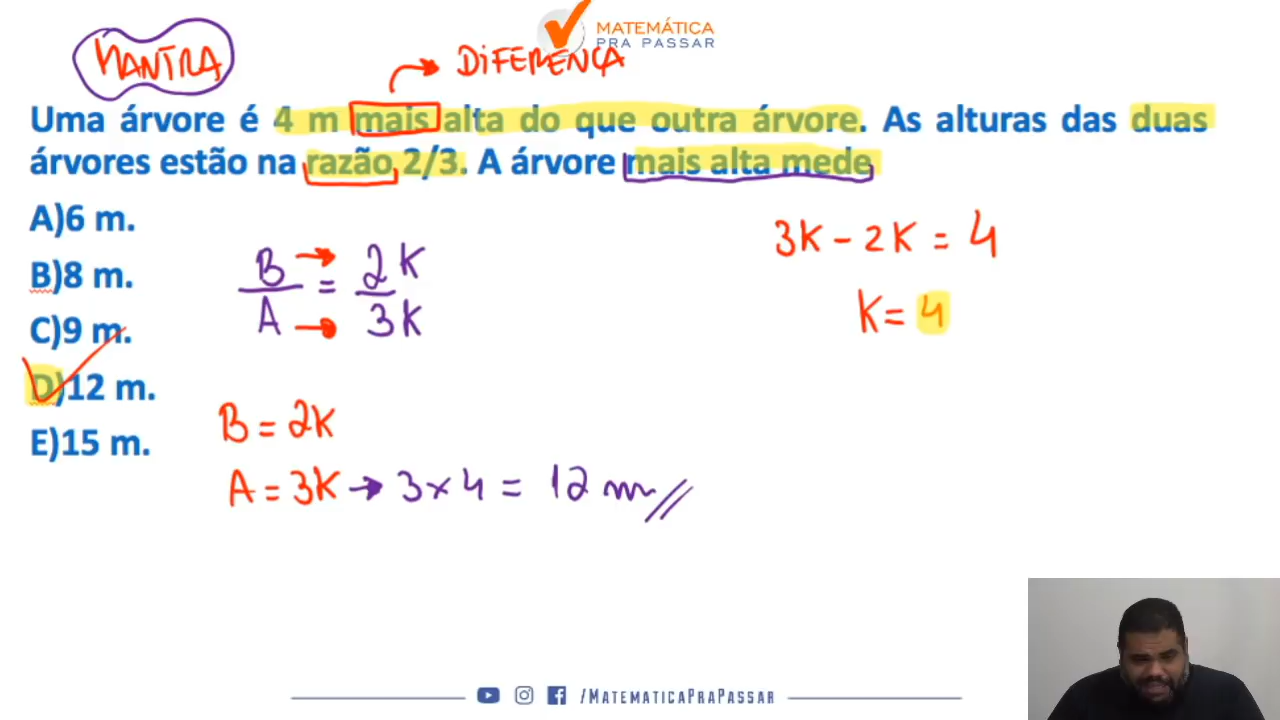 MATEMÁTICA
PRA PASSAR
MANTRA
DIFERENÇA
Uma árvore é 4 m mais alta do que outra árvore. As alturas das duas
árvores estão na razão 2/3. A árvore mais alta mede
A)6 m.
B)8 m.
C)9 m.
D)12 m.
E)15 m.
B/A = 2K/3K
3K - 2K = 4
K = 4
B = 2K
A = 3K → 3 x 4 = 12 m //
/MATEMATICAPRAPASSAR